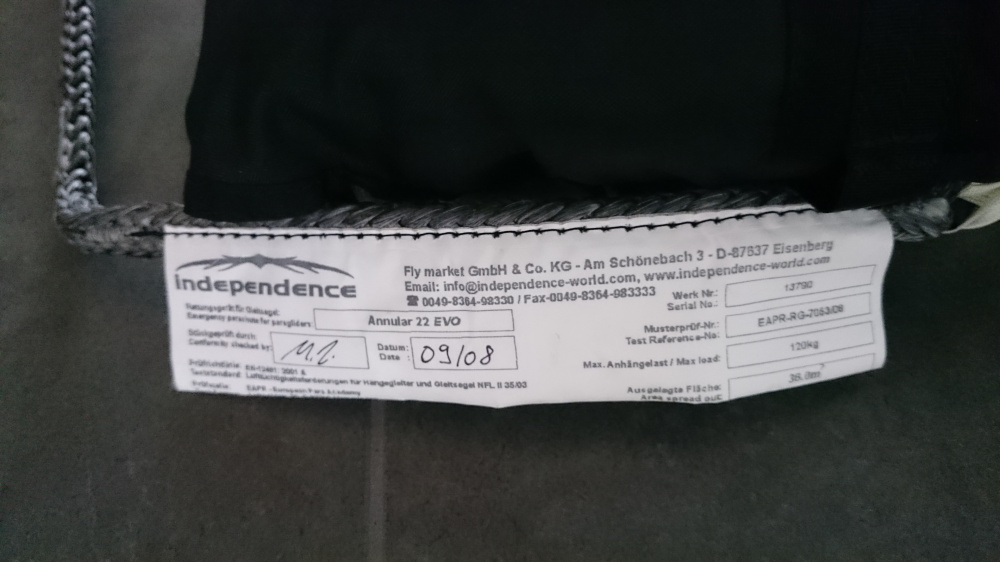 independence
Fly market GmbH & Co. KG - Am Schönebach 3 - D-87637 Eisenberg
Email: info@independence-world.com, www.independence-world.com
☎ 0049-8364-98330 / Fax-0049-8364-983333
Werk Nr.: 13790
Serial No.:
Rettungsgerät für Gleitsegel:
Emergency parachute for paragliders:
Annular 22 EVO
Musterprüf-Nr.: EAPR-RG-7053/08
Test Reference-No:
Stückgeprüft durch:
Conformity checked by:
Datum: 09/08
Date :
Max. Anhängelast / Max load: 120kg
Lufttüchtigkeitsforderungen für Hängegleiter und Gleitsegel NFL II 35/03
EAPR - European Para Academy
Ausgelegte Fläche:
Area spread out: